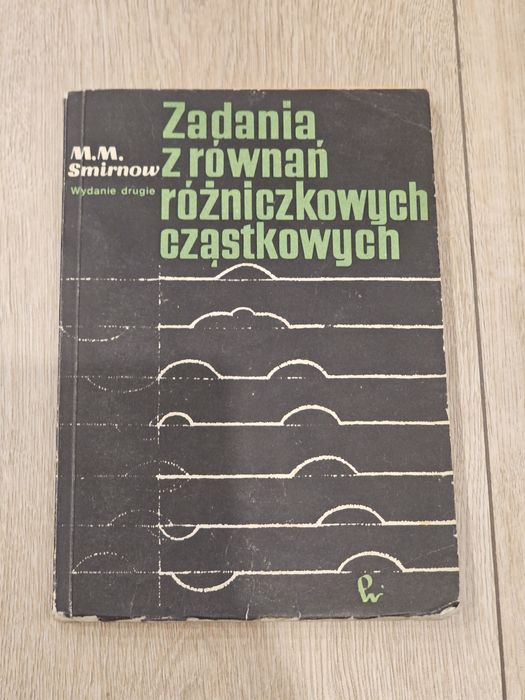 Zadania
z równań
różniczkowych
cząstkowych
M.M.
Smirnow
Wydanie drugie